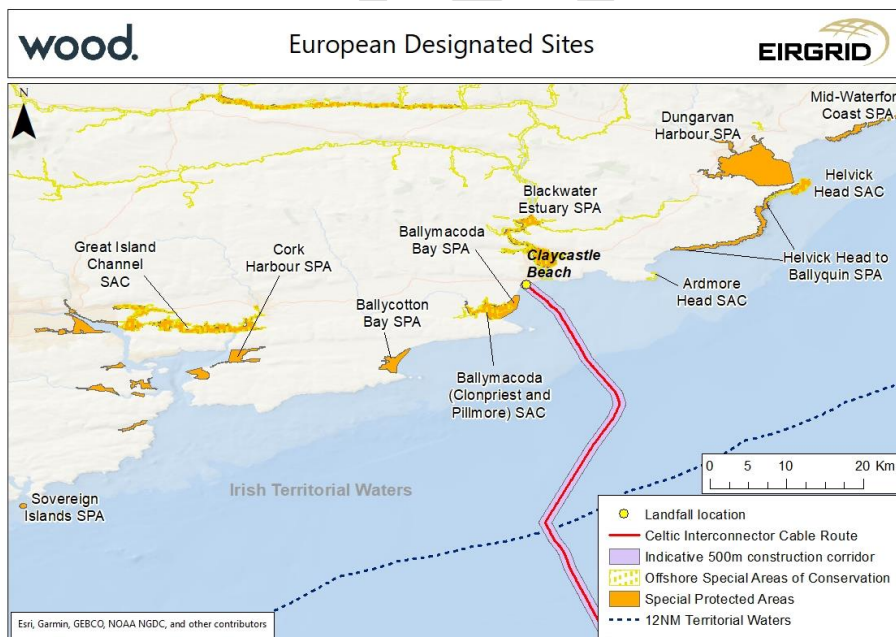 wood.
European Designated Sites
EIRGRID
N
Mid-Waterfor
Coast SPA
Dungarvan
Harbour SPA
Helvick
Head SAC
Blackwater
Estuary SPA
Ballymacoda
Bay SPA
Claycastle
Beach
Great Island
Channel
SAC
Cork
Harbour SPA
Helvick Head to
Ballyquin SPA
Ardmore
Head SAC
Ballycotton
Bay SPA
Ballymacoda
(Clonpriest and
Pillmore) SAC
Irish Territorial Waters
Sovereign
Islands SPA
0 5 10 20 Km
Landfall location
Celtic Interconnector Cable Route
Indicative 500m construction corridor
Offshore Special Areas of Conservation
Special Protected Areas
12NM Territorial Waters
Esri, Garmin, GEBCO, NOAA NGDC, and other contributors